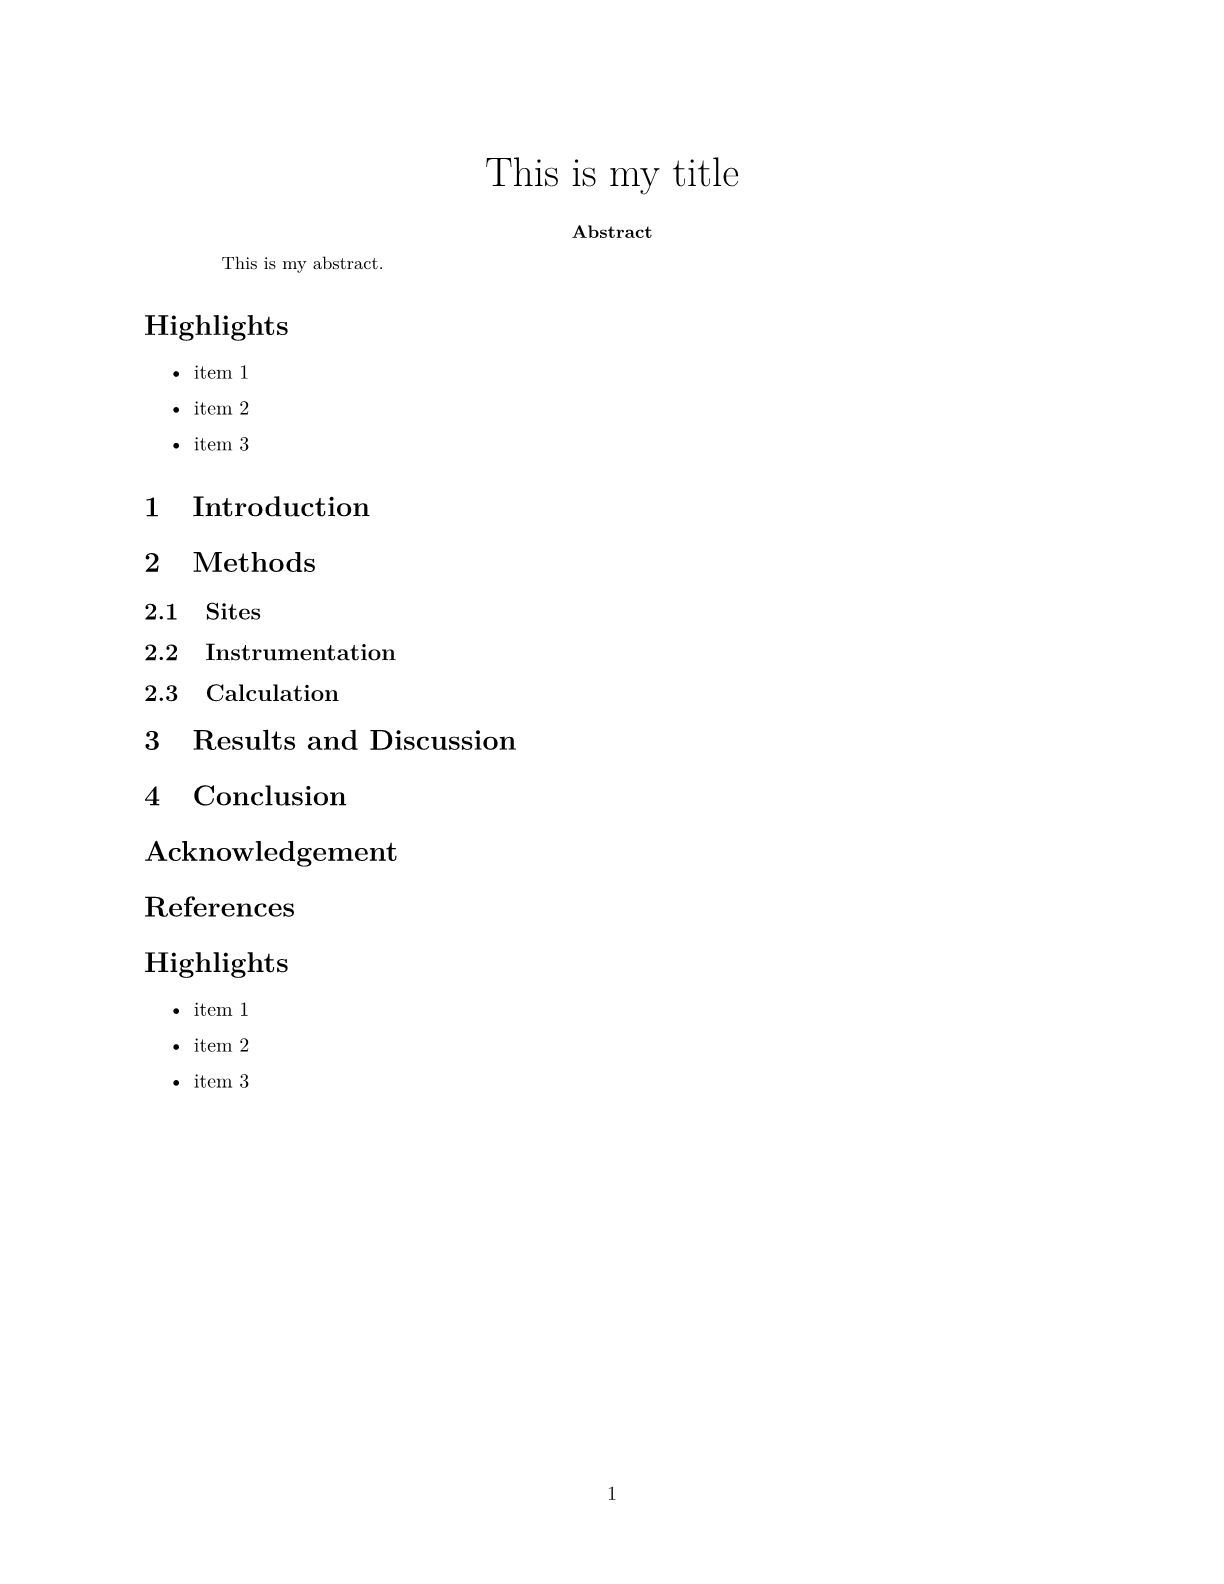 This is my title
Abstract
This is my abstract.
Highlights
• item 1
• item 2
• item 3
1 Introduction
2 Methods
2.1 Sites
2.2 Instrumentation
2.3 Calculation
3 Results and Discussion
4 Conclusion
Acknowledgement
References
Highlights
• item 1
• item 2
• item 3
1